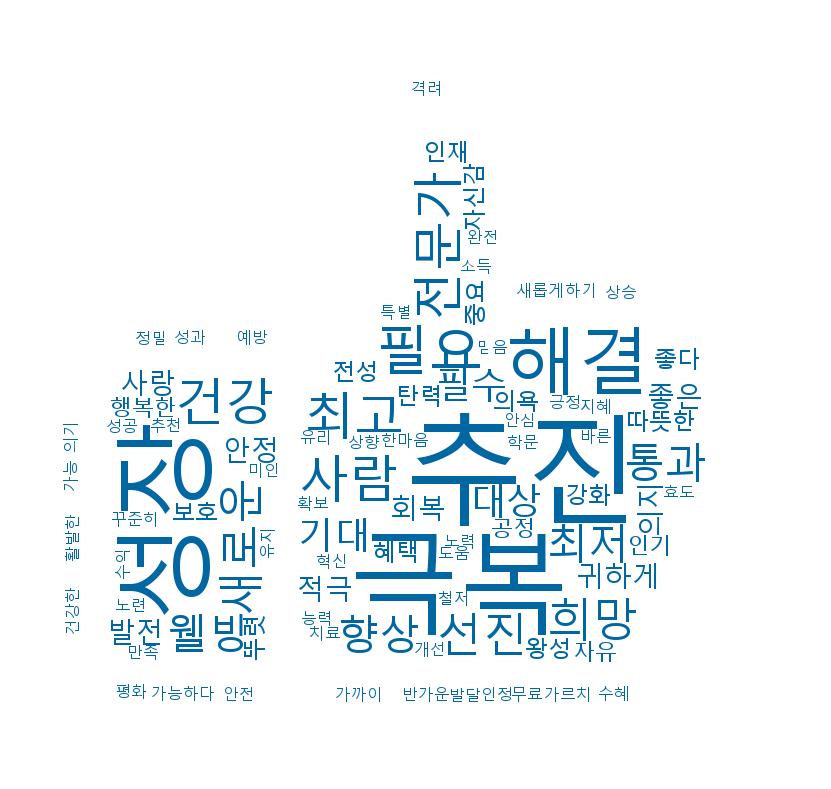 격려
인재
자신감
전문가
완전
소득
중요
새롭게하기
상승
특별
정밀
성과
예방
필요
믿음
해결
좋다
전성
사랑
필수
탄력
의욕
긍정
지혜
좋은
행복한
건강
최고
따뜻한
성공
추천
안심
바른
유리
상향
한마음
학문
추진
가능
의기
성장
안정
미인
사람
통과
효도
확보
회복
대상
강화
의지
꾸준히
보호
새로운
유지
공정
활발한
기대
혜택
노력
도움
최저
인기
혁신
극복
수익
귀하게
적극
철저
건강한
노련
능력
치료
희망
발전
웰빙
뚜렷
향상
개선
선진
왕성
자유
만족
평화
가능하다
안전
가까이
반가운
발달
인정
무료
가르치
수혜